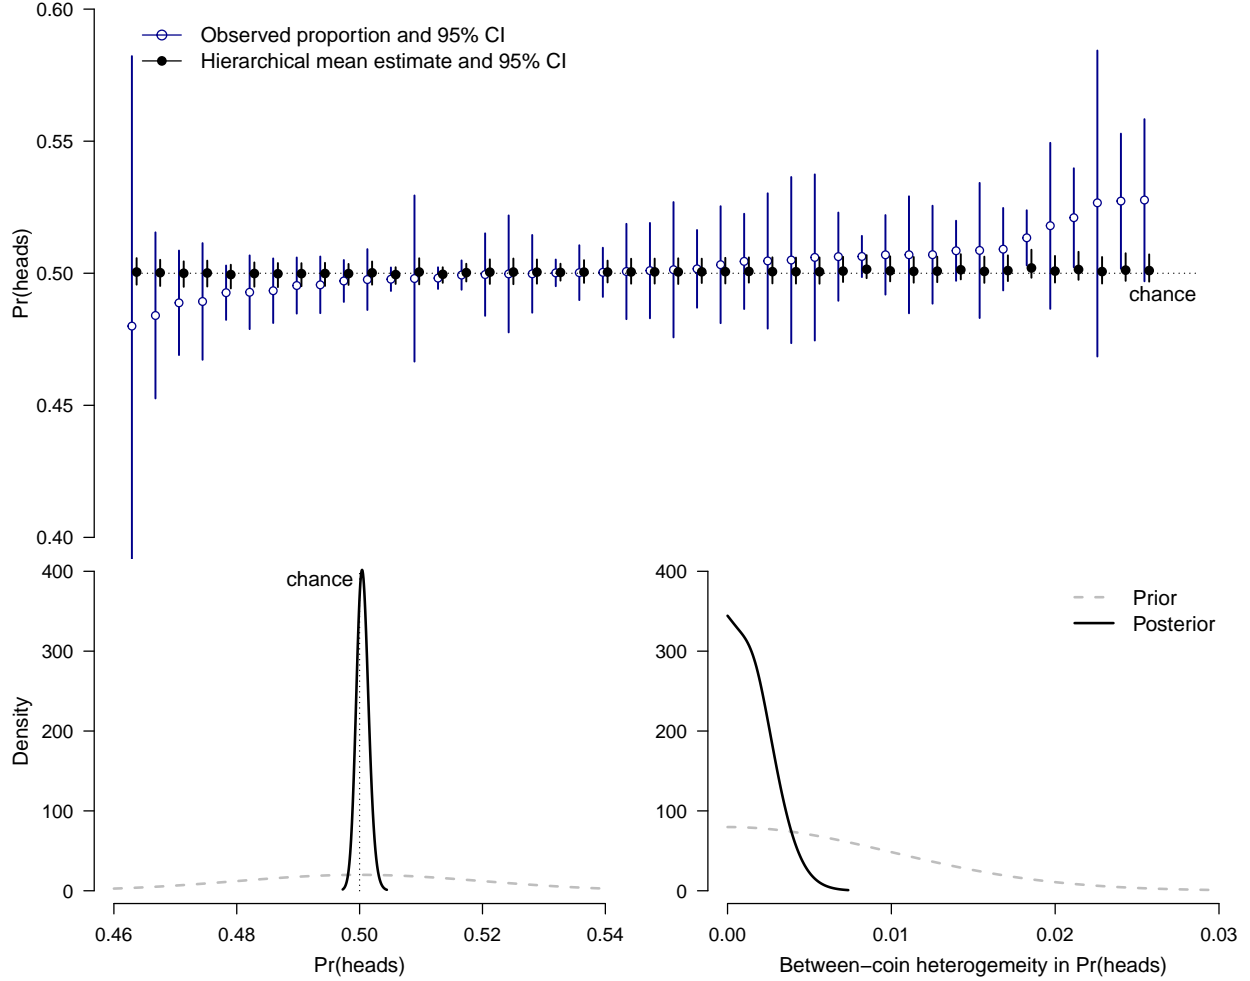 0.60
Observed proportion and 95% CI
Hierarchical mean estimate and 95% CI
0.55
0.50
0.45
0.40
Pr(heads)
chance
400
300
200
100
0
Density
chance
0.46
0.48
0.50
0.52
0.54
Pr(heads)
400
300
200
100
0
Prior
Posterior
0.00
0.01
0.02
0.03
Between−coin heterogemeity in Pr(heads)